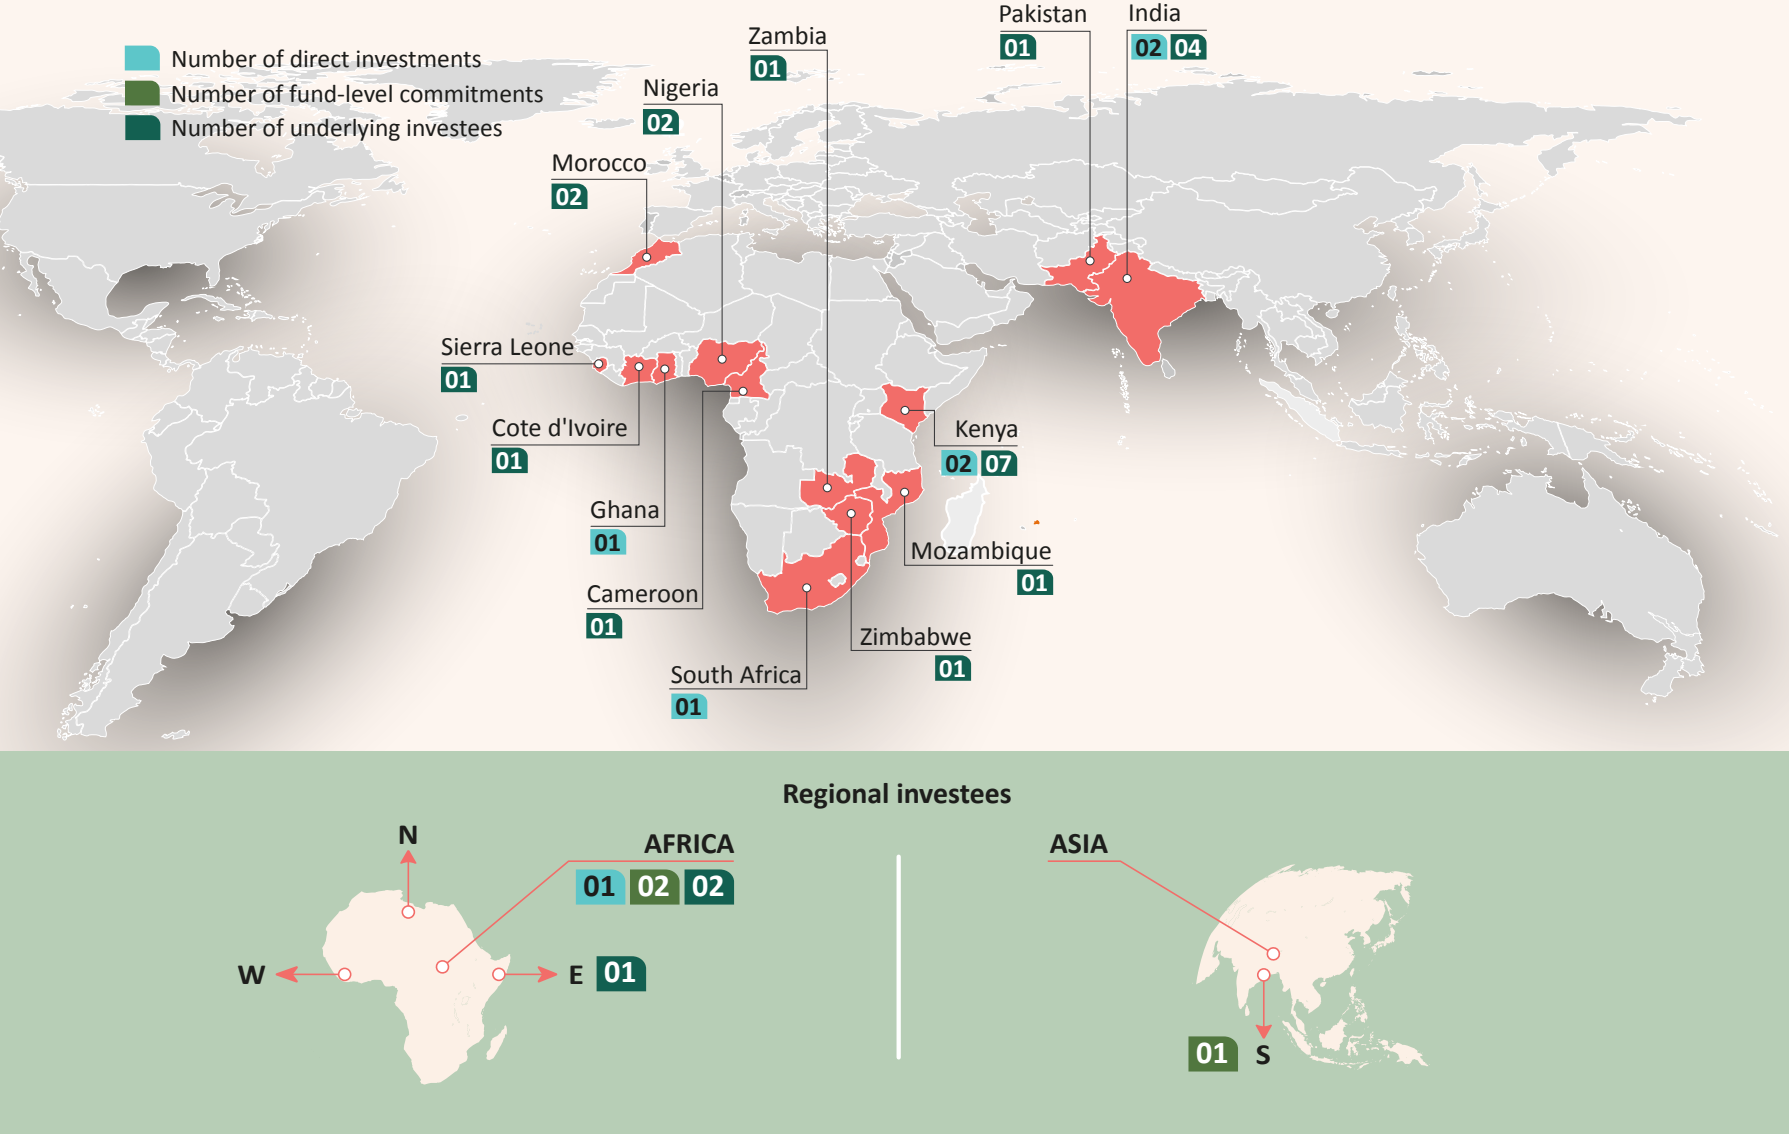 Number of direct investments
Number of fund-level commitments
Number of underlying investees
Pakistan
01
India
02 04
Zambia
01
Nigeria
02
Morocco
02
Sierra Leone
01
Cote d'Ivoire
01
Ghana
01
Cameroon
01
South Africa
01
Kenya
02 07
Mozambique
01
Zimbabwe
01
Regional investees
N
AFRICA
01 02 02
W
E 01
ASIA
01 S